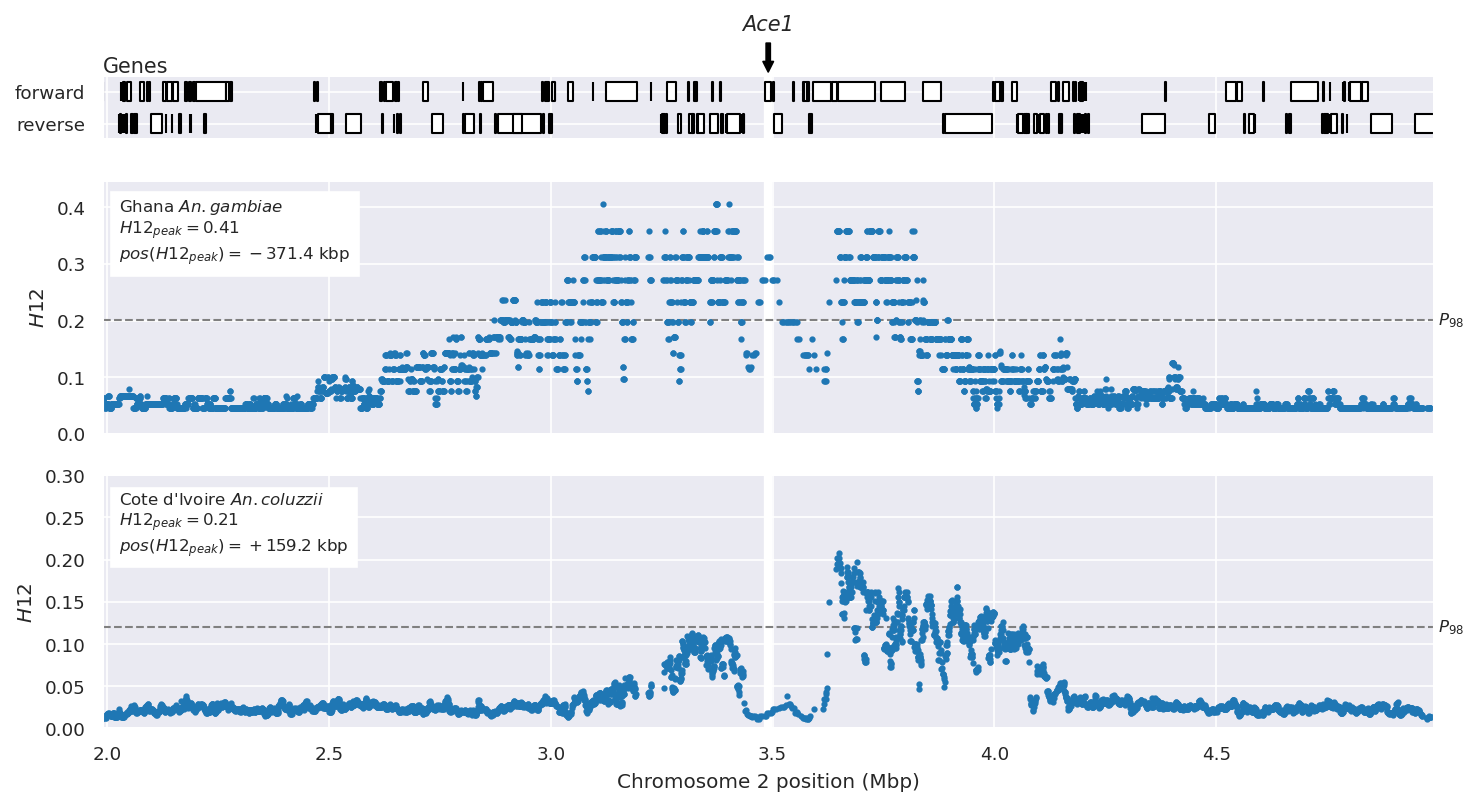 Ace1
Genes
forward
reverse
0.4
0.3
0.2
0.1
0.0
H12
Ghana An. gambiae
H12peak = 0.41
pos(H12peak) = −371.4 kbp
P98
0.30
0.25
0.20
0.15
0.10
0.05
0.00
H12
Cote d'Ivoire An. coluzzii
H12peak = 0.21
pos(H12peak) = +159.2 kbp
P98
2.0 2.5 3.0 3.5 4.0 4.5
Chromosome 2 position (Mbp)